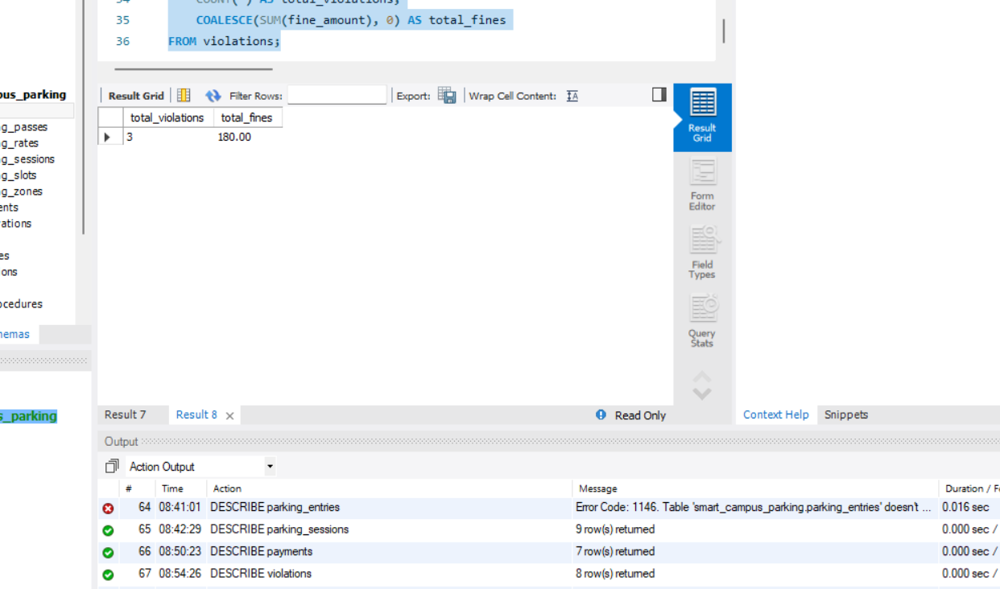 34 COUNT(*) AS total_violations,
35 COALESCE(SUM(fine_amount), 0) AS total_fines
36 FROM violations;
pus_parking
g_passes
g_rates
g_sessions
g_slots
g_zones
ents
ations
es
ons
ocedures
hemas
s_parking
Result Grid Filter Rows: Export: Wrap Cell Content: IA
total_violations total_fines
3 180.00
Result Grid
Form Editor
Field Types
Query Stats
Result 7 Result 8 Read Only
Context Help Snippets
Output
Action Output
# Time Action Message Duration / F
64 08:41:01 DESCRIBE parking_entries Error Code: 1146. Table 'smart_campus_parking.parking_entries' doesn't ... 0.016 sec
65 08:42:29 DESCRIBE parking_sessions 9 row(s) returned 0.000 sec /
66 08:50:23 DESCRIBE payments 7 row(s) returned 0.000 sec /
67 08:54:26 DESCRIBE violations 8 row(s) returned 0.000 sec /